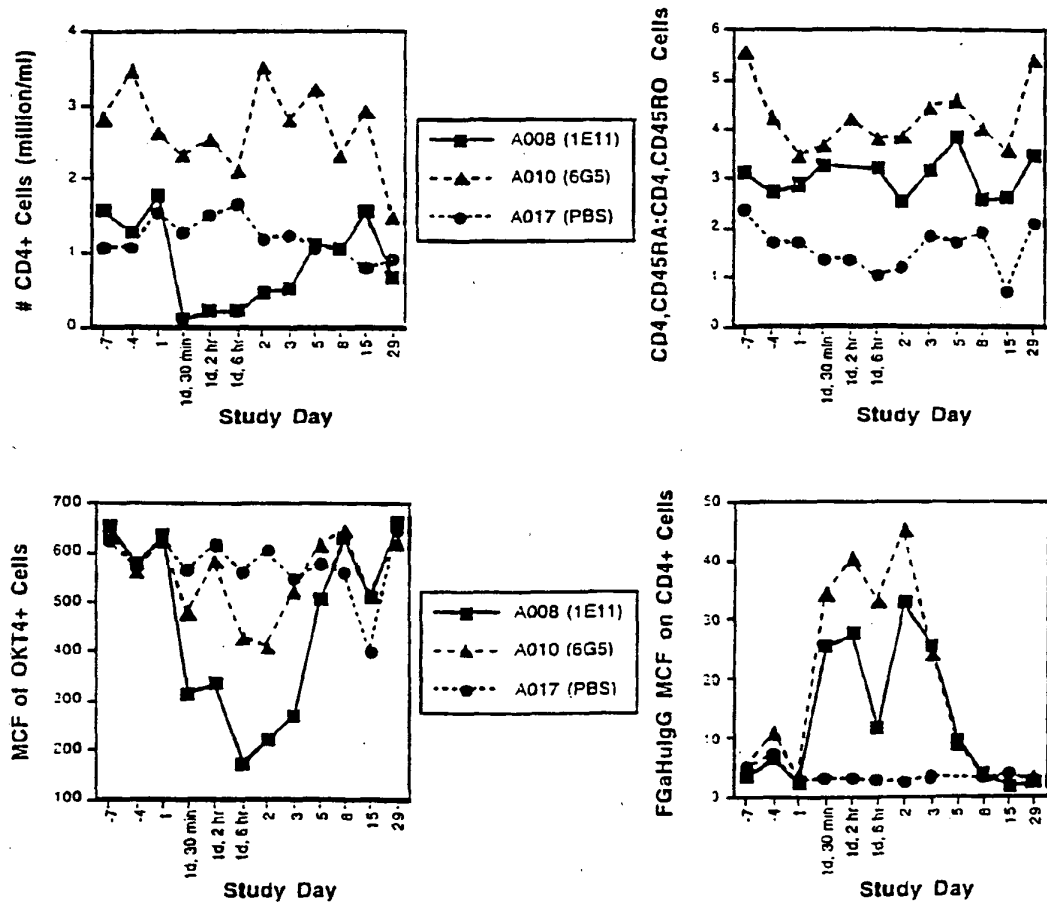 # CD4+ Cells (million/ml)
4
3
2
1
0
-7
-4
1
1d, 30 min
1d, 2 hr
1d, 6 hr
2
3
5
8
15
29
Study Day
A008 (1E11)
A010 (6G5)
A017 (PBS)
CD4,CD45RA:CD4,CD45RO Cells
6
5
4
3
2
1
0
-7
-4
1
1d, 30 min
1d, 2 hr
1d, 6 hr
2
3
5
8
15
29
Study Day
MCF of OKT4+ Cells
700
600
500
400
300
200
100
-7
-4
1
1d, 30 min
1d, 2 hr
1d, 6 hr
2
3
5
8
15
29
Study Day
A008 (1E11)
A010 (6G5)
A017 (PBS)
FGaHuIgG MCF on CD4+ Cells
50
40
30
20
10
0
-7
-4
1
1d, 30 min
1d, 2 hr
1d, 6 hr
2
3
5
8
15
29
Study Day